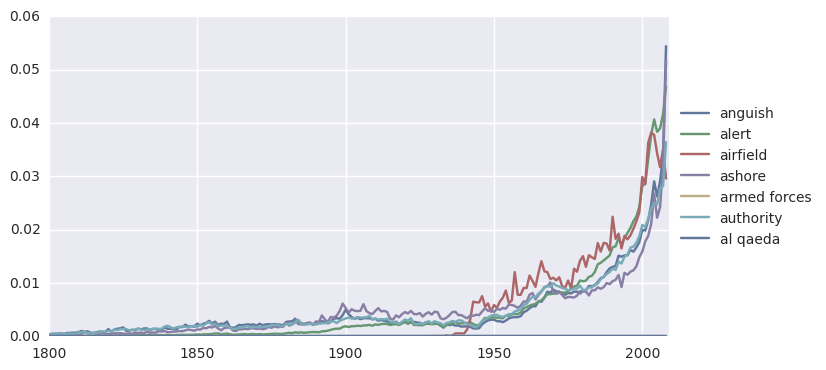 0.06
0.05
0.04
0.03
0.02
0.01
0.00
1800
1850
1900
1950
2000
anguish
alert
airfield
ashore
armed forces
authority
al qaeda